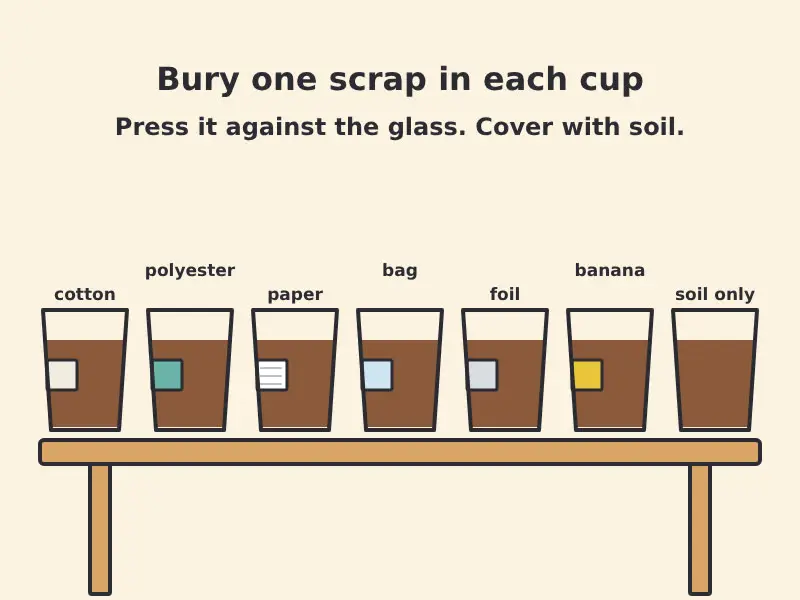 Bury one scrap in each cup
Press it against the glass. Cover with soil.
cotton
polyester
paper
bag
foil
banana
soil only